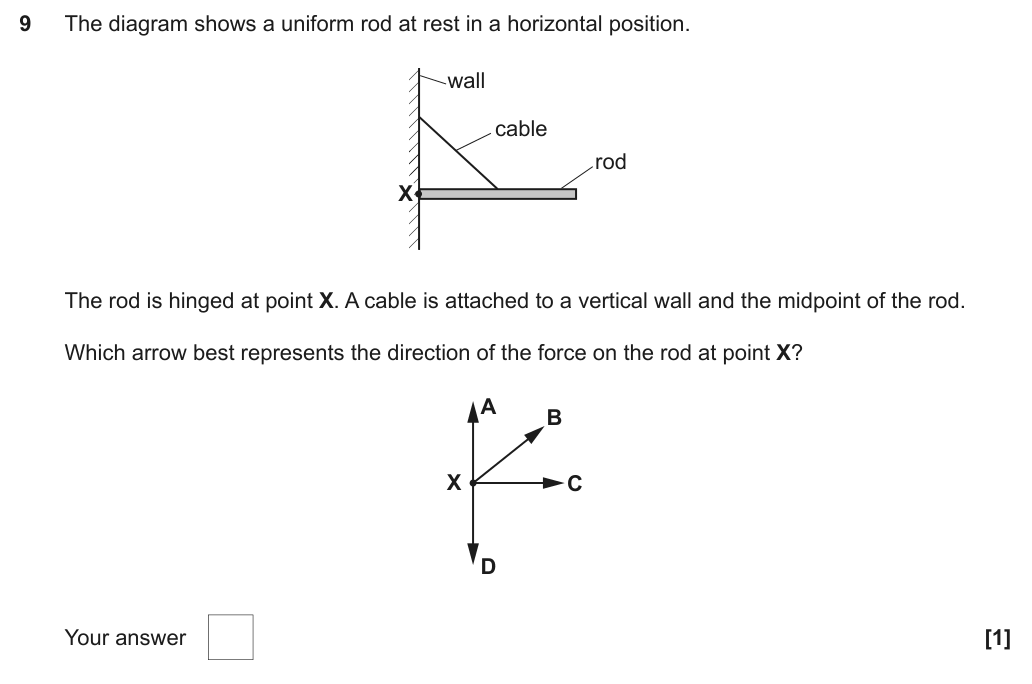 9 The diagram shows a uniform rod at rest in a horizontal position.
wall
cable
rod
X
The rod is hinged at point X. A cable is attached to a vertical wall and the midpoint of the rod.
Which arrow best represents the direction of the force on the rod at point X?
A
B
X
C
D
Your answer [1]